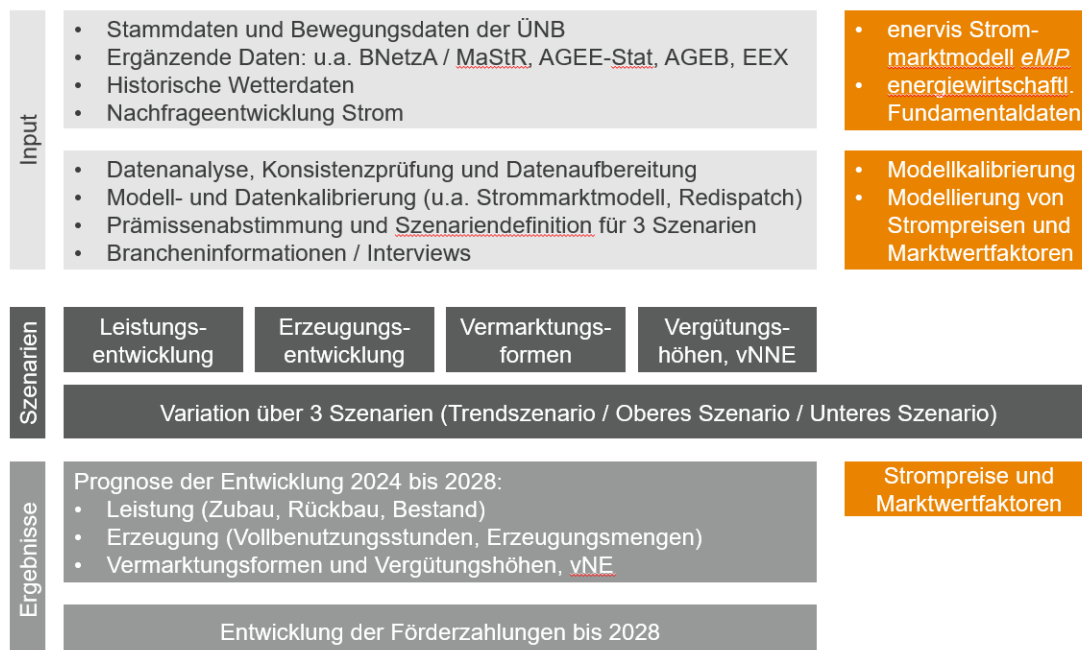 Input
• Stammdaten und Bewegungsdaten der ÜNB
• Ergänzende Daten: u.a. BNetzA / MaStR, AGEE-Stat, AGEB, EEX
• Historische Wetterdaten
• Nachfrageentwicklung Strom
• enervis Strom-
marktmodell eMP
• energiewirtschaftl.
Fundamentaldaten
• Datenanalyse, Konsistenzprüfung und Datenaufbereitung
• Modell- und Datenkalibrierung (u.a. Strommarktmodell, Redispatch)
• Prämissenabstimmung und Szenariendefinition für 3 Szenarien
• Brancheninformationen / Interviews
• Modellkalibrierung
• Modellierung von
Strompreisen und
Marktwertfaktoren
Szenarien
Leistungs-
entwicklung
Erzeugungs-
entwicklung
Vermarktungs-
formen
Vergütungs-
höhen, vNNE
Variation über 3 Szenarien (Trendszenario / Oberes Szenario / Unteres Szenario)
Ergebnisse
Prognose der Entwicklung 2024 bis 2028:
• Leistung (Zubau, Rückbau, Bestand)
• Erzeugung (Vollbenutzungsstunden, Erzeugungsmengen)
• Vermarktungsformen und Vergütungshöhen, vNE
Strompreise und
Marktwertfaktoren
Entwicklung der Förderzahlungen bis 2028